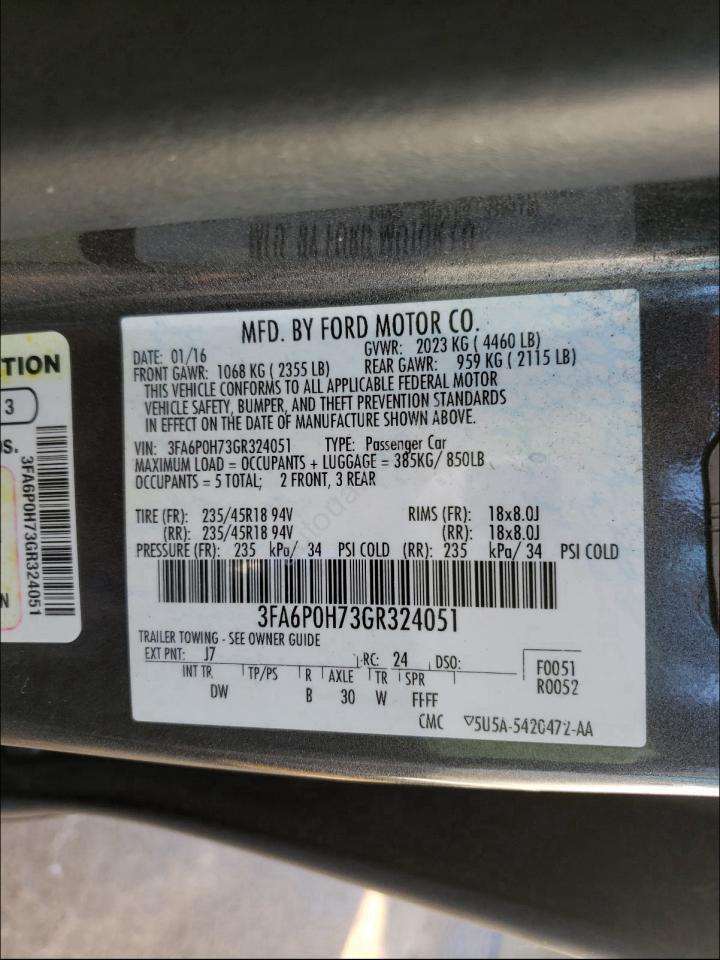 MFD. BY FORD MOTOR CO.
DATE: 01/16 GVWR: 2023 KG ( 4460 LB)
FRONT GAWR: 1068 KG ( 2355 LB) REAR GAWR: 959 KG ( 2115 LB)
THIS VEHICLE CONFORMS TO ALL APPLICABLE FEDERAL MOTOR
VEHICLE SAFETY, BUMPER, AND THEFT PREVENTION STANDARDS
IN EFFECT ON THE DATE OF MANUFACTURE SHOWN ABOVE.
VIN: 3FA6P0H73GR324051 TYPE: Passenger Car
MAXIMUM LOAD = OCCUPANTS + LUGGAGE = 385KG/ 850LB
OCCUPANTS = 5 TOTAL; 2 FRONT, 3 REAR
TIRE (FR): 235/45R18 94V RIMS (FR): 18x8.0J
(RR): 235/45R18 94V (RR): 18x8.0J
PRESSURE (FR): 235 kPa/ 34 PSI COLD (RR): 235 kPa/ 34 PSI COLD
3FA6P0H73GR324051
TRAILER TOWING - SEE OWNER GUIDE
EXT PNT: J7 RC: 24 DSO: F0051
INT TR TP/PS R AXLE TR SPR R0052
DW B 30 W FFFF
CMC 5U5A-5420472-AA
TION
3
S.
3FA6P0H73GR324051
N